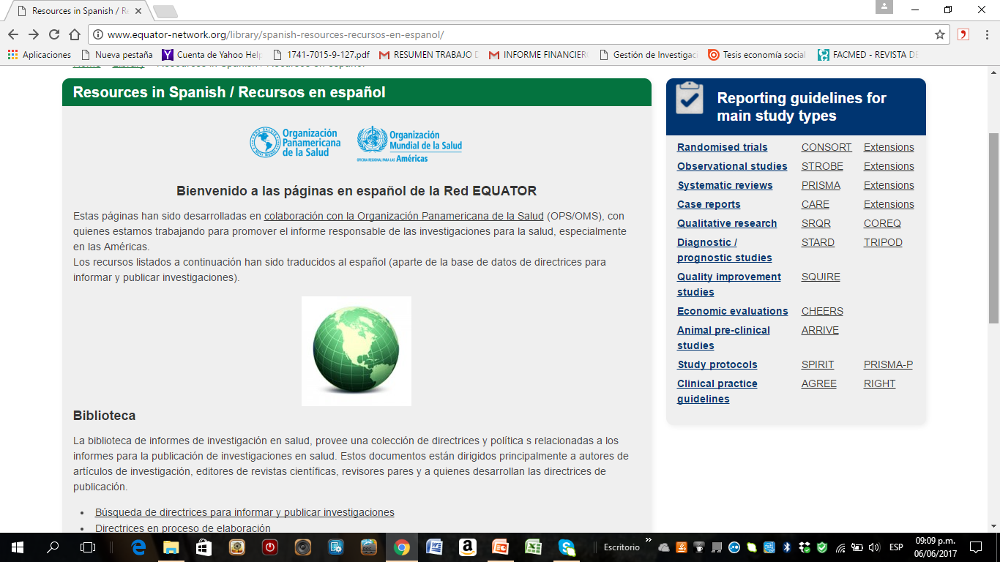 Resources in Spanish / Re
www.equator-network.org/library/spanish-resources-recursos-en-espanol/
Aplicaciones
Nueva pestaña
Cuenta de Yahoo Help
1741-7015-9-127.pdf
RESUMEN TRABAJO D
INFORME FINANCIER
Gestión de Investigaci
Tesis economía social
FACMED - REVISTA DE
Home Library Resources in Spanish / Recursos en español
Resources in Spanish / Recursos en español
Organización
Panamericana
de la Salud
Organización
Mundial de la Salud
OFICINA REGIONAL PARA LAS Américas
Bienvenido a las páginas en español de la Red EQUATOR
Estas páginas han sido desarrolladas en colaboración con la Organización Panamericana de la Salud (OPS/OMS), con
quienes estamos trabajando para promover el informe responsable de las investigaciones para la salud, especialmente
en las Américas.
Los recursos listados a continuación han sido traducidos al español (aparte de la base de datos de directrices para
informar y publicar investigaciones).
Biblioteca
La biblioteca de informes de investigación en salud, provee una colección de directrices y política s relacionadas a los
informes para la publicación de investigaciones en salud. Estos documentos están dirigidos principalmente a autores de
artículos de investigación, editores de revistas científicas, revisores pares y a quienes desarrollan las directrices de
publicación.
• Búsqueda de directrices para informar y publicar investigaciones
• Directrices en proceso de elaboración
Reporting guidelines for
main study types
Randomised trials CONSORT Extensions
Observational studies STROBE Extensions
Systematic reviews PRISMA Extensions
Case reports CARE Extensions
Qualitative research SRQR COREQ
Diagnostic / STARD TRIPOD
prognostic studies
Quality improvement SQUIRE
studies
Economic evaluations CHEERS
Animal pre-clinical ARRIVE
studies
Study protocols SPIRIT PRISMA-P
Clinical practice AGREE RIGHT
guidelines
Escritorio
ESP
09:09 p.m.
06/06/2017